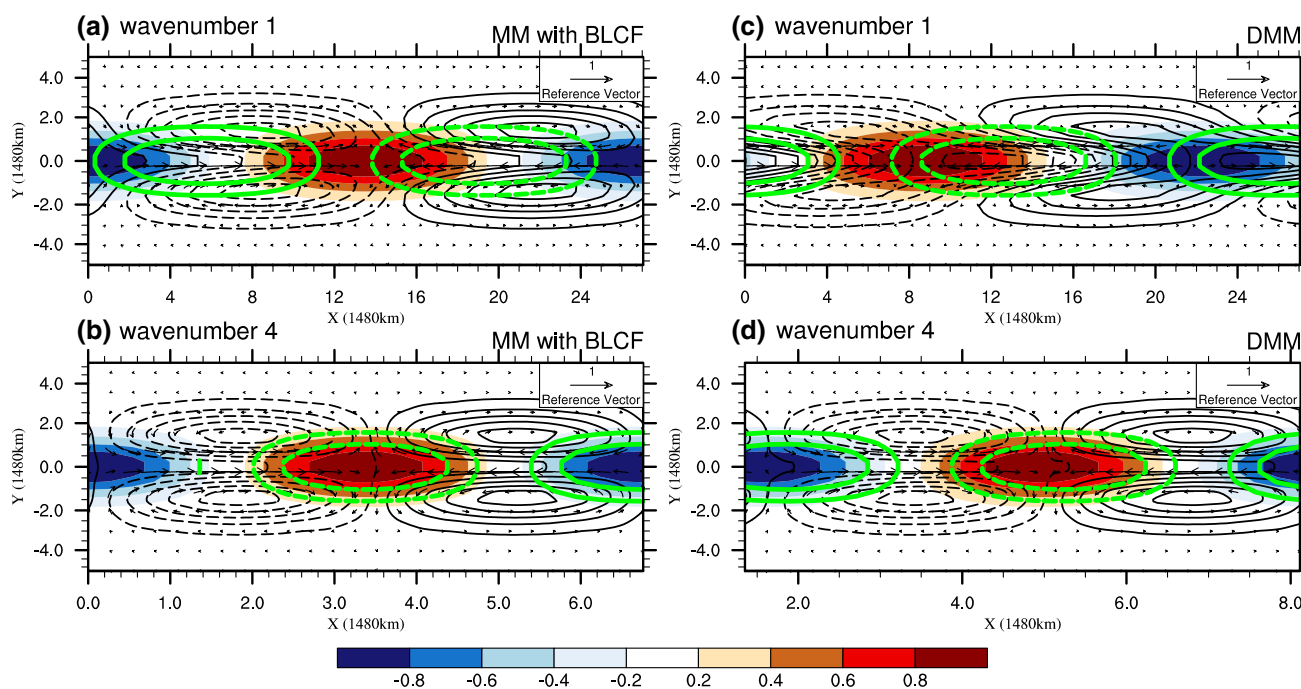 (a) wavenumber 1 MM with BLCF
1
Reference Vector
4.0
2.0
0.0
-2.0
-4.0
Y (1480km)
0 4 8 12 16 20 24
X (1480km)
(c) wavenumber 1 DMM
1
Reference Vector
4.0
2.0
0.0
-2.0
-4.0
Y (1480km)
0 4 8 12 16 20 24
X (1480km)
(b) wavenumber 4 MM with BLCF
1
Reference Vector
4.0
2.0
0.0
-2.0
-4.0
Y (1480km)
0.0 1.0 2.0 3.0 4.0 5.0 6.0
X (1480km)
(d) wavenumber 4 DMM
1
Reference Vector
4.0
2.0
0.0
-2.0
-4.0
Y (1480km)
2.0 4.0 6.0 8.0
X (1480km)
-0.8 -0.6 -0.4 -0.2 0.2 0.4 0.6 0.8